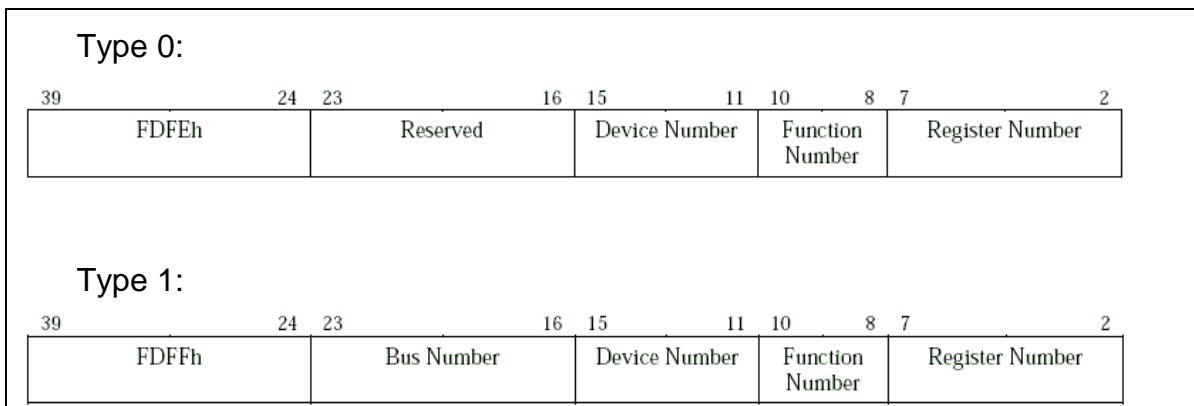 Type 0:
39 24 23 16 15 11 10 8 7 2
FDFEh Reserved Device Number Function Register Number
Number
Type 1:
39 24 23 16 15 11 10 8 7 2
FDFFh Bus Number Device Number Function Register Number
Number